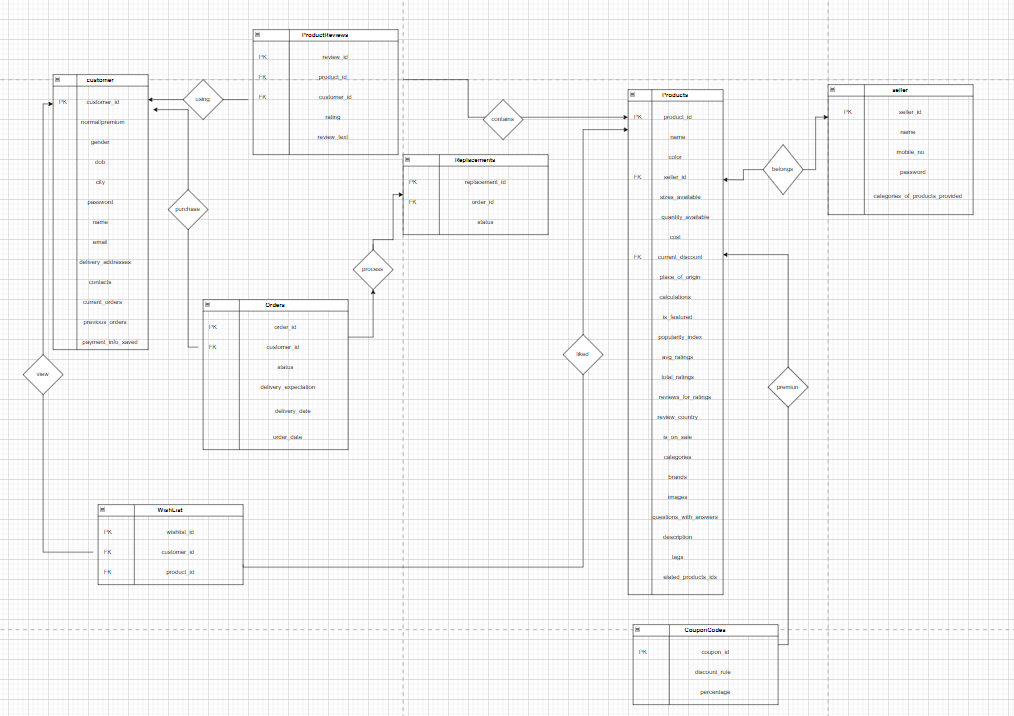 ProductReviews
PK review_id
FK product_id
FK customer_id
rating
review_text
customer
PK customer_id
normal/premium
gender
dob
city
password
name
email
delivery_addresses
contacts
current_orders
previous_orders
payment_info_saved
using
contains
purchase
Replacements
PK replacement_id
FK order_id
status
process
Orders
PK order_id
FK customer_id
status
delivery_expectation
delivery_date
order_date
view
WishList
PK wishlist_id
FK customer_id
FK product_id
liked
Products
PK product_id
name
color
FK seller_id
sizes_available
quantity_available
cost
FK current_discount
place_of_origin
calculations
is_featured
popularity_index
avg_ratings
total_ratings
reviews_for_ratings
review_country
is_on_sale
categories
brands
images
questions_with_answers
description
tags
elated_products_ids
belongs
seller
PK seller_id
name
mobile_no
password
categories_of_products_provided
premiun
CouponCodes
PK coupon_id
discount_rule
percentage